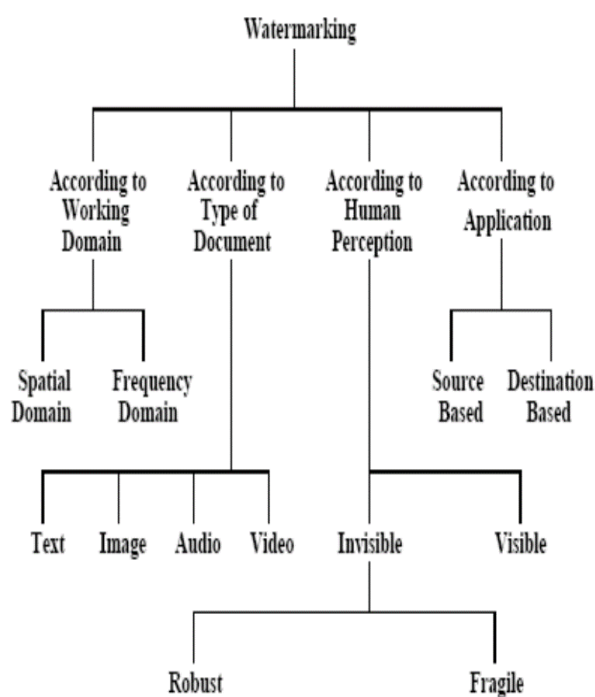 Watermarking
According to
Working
Domain
According to
Type of
Document
According to
Human
Perception
According to
Application
Spatial
Domain
Frequency
Domain
Source
Based
Destination
Based
Text
Image
Audio
Video
Invisible
Visible
Robust
Fragile